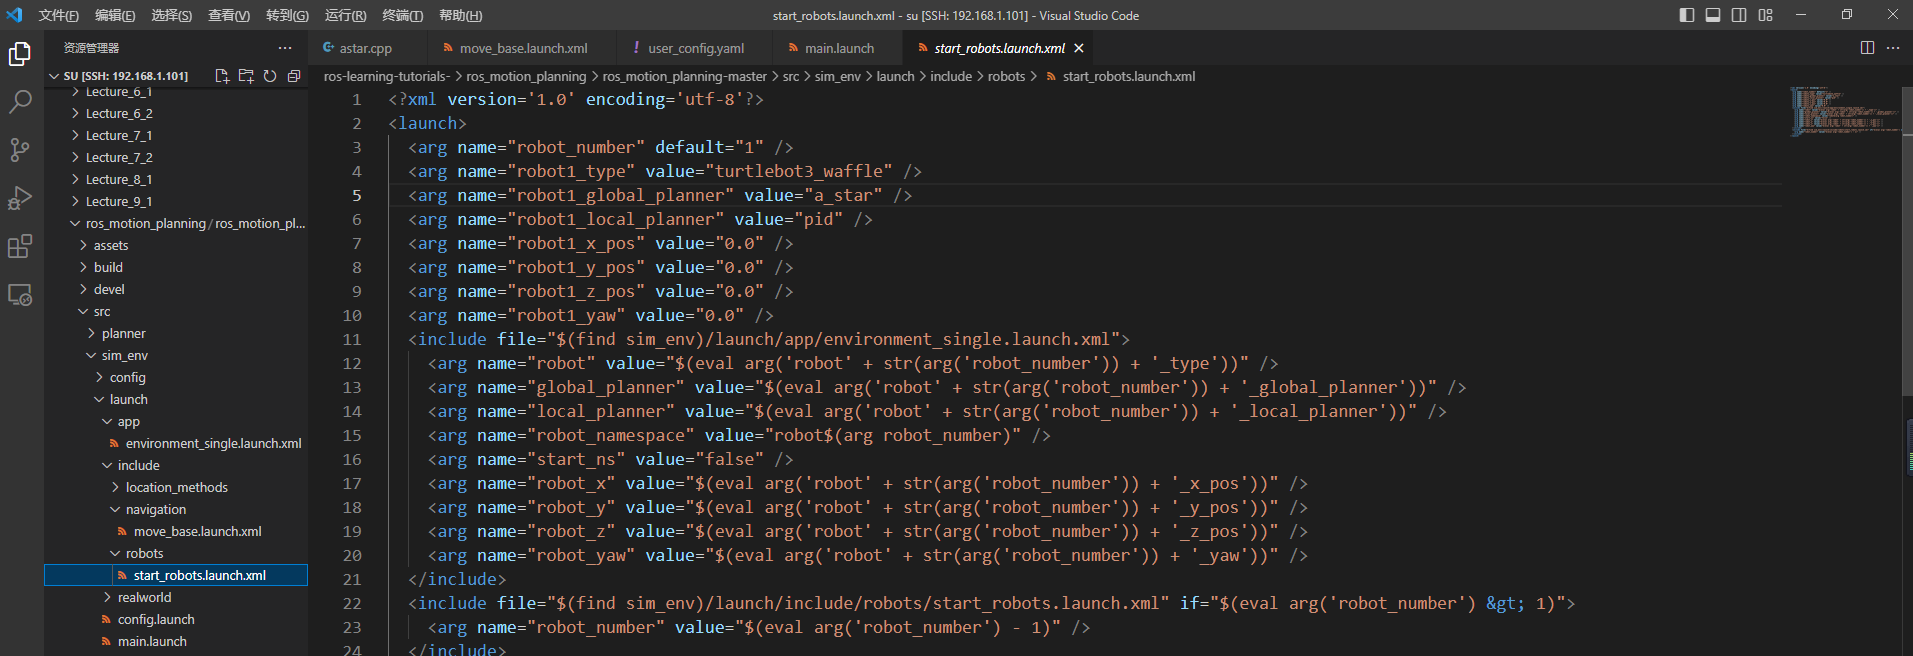 文件(F) 编辑(E) 选择(S) 查看(V) 转到(G) 运行(R) 终端(T) 帮助(H) start_robots.launch.xml - su [SSH: 192.168.1.101] - Visual Studio Code
资源管理器
SU [SSH: 192.168.1.101]
Lecture_6_1
Lecture_6_2
Lecture_7_1
Lecture_7_2
Lecture_8_1
Lecture_9_1
ros_motion_planning/ros_motion_pl...
assets
build
devel
src
planner
sim_env
config
launch
app
environment_single.launch.xml
include
location_methods
navigation
move_base.launch.xml
robots
start_robots.launch.xml
realworld
config.launch
main.launch
astar.cpp move_base.launch.xml user_config.yaml main.launch start_robots.launch.xml
ros-learning-tutorials- > ros_motion_planning > ros_motion_planning-master > src > sim_env > launch > include > robots > start_robots.launch.xml
1 <?xml version='1.0' encoding='utf-8'?>
2 <launch>
3 <arg name="robot_number" default="1" />
4 <arg name="robot1_type" value="turtlebot3_waffle" />
5 <arg name="robot1_global_planner" value="a_star" />
6 <arg name="robot1_local_planner" value="pid" />
7 <arg name="robot1_x_pos" value="0.0" />
8 <arg name="robot1_y_pos" value="0.0" />
9 <arg name="robot1_z_pos" value="0.0" />
10 <arg name="robot1_yaw" value="0.0" />
11 <include file="$(find sim_env)/launch/app/environment_single.launch.xml">
12 <arg name="robot" value="$(eval arg('robot' + str(arg('robot_number')) + '_type'))" />
13 <arg name="global_planner" value="$(eval arg('robot' + str(arg('robot_number')) + '_global_planner'))" />
14 <arg name="local_planner" value="$(eval arg('robot' + str(arg('robot_number')) + '_local_planner'))" />
15 <arg name="robot_namespace" value="robot$(arg robot_number)" />
16 <arg name="start_ns" value="false" />
17 <arg name="robot_x" value="$(eval arg('robot' + str(arg('robot_number')) + '_x_pos'))" />
18 <arg name="robot_y" value="$(eval arg('robot' + str(arg('robot_number')) + '_y_pos'))" />
19 <arg name="robot_z" value="$(eval arg('robot' + str(arg('robot_number')) + '_z_pos'))" />
20 <arg name="robot_yaw" value="$(eval arg('robot' + str(arg('robot_number')) + '_yaw'))" />
21 </include>
22 <include file="$(find sim_env)/launch/include/robots/start_robots.launch.xml" if="$(eval arg('robot_number') &gt; 1)">
23 <arg name="robot_number" value="$(eval arg('robot_number') - 1)" />
24 </include>